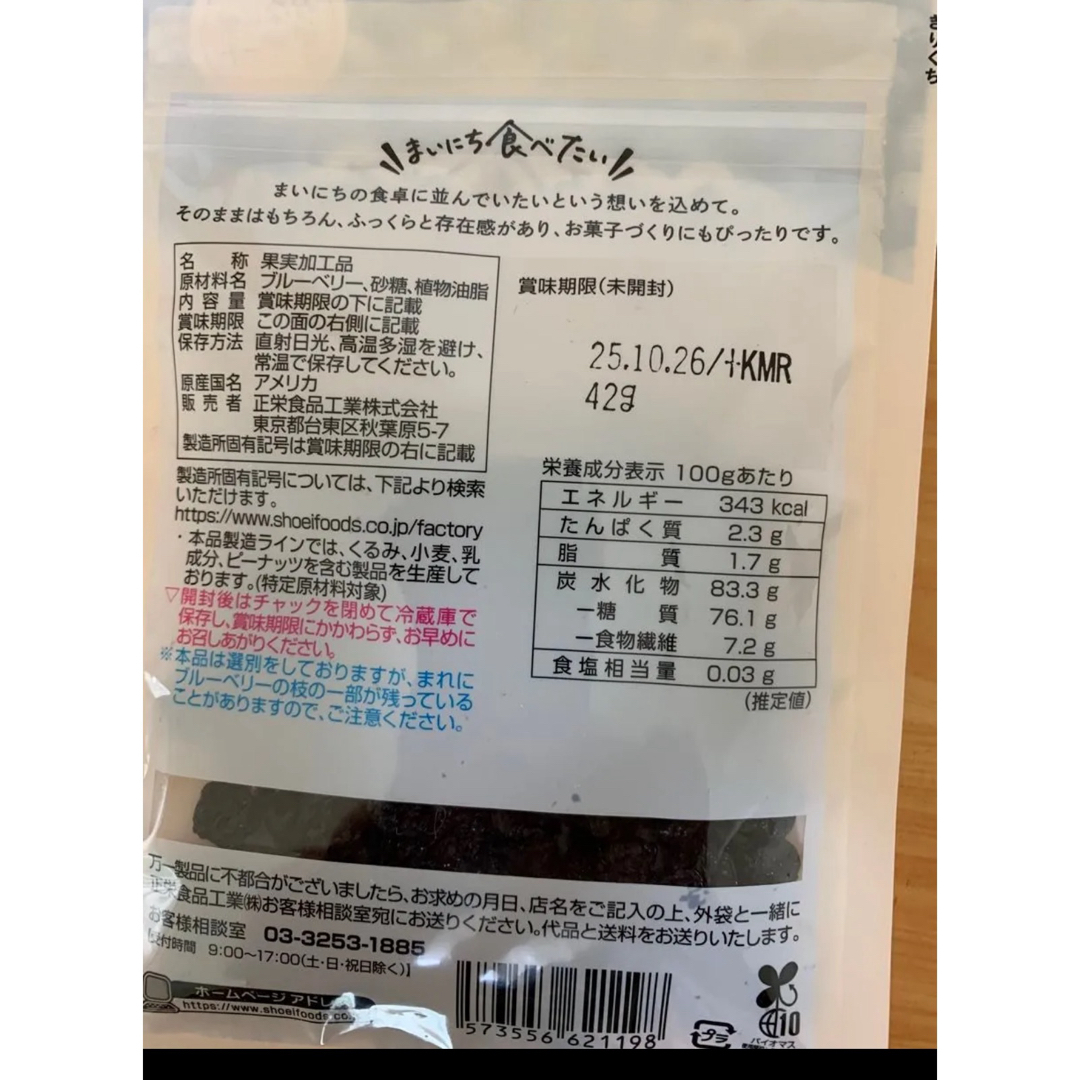 きりくち
まいにち食べたい
まいにちの食卓に並んでいたいという想いを込めて。
そのままはもちろん、ふっくらと存在感があり、お菓子づくりにもぴったりです。
名称 果実加工品
原材料名 ブルーベリー、砂糖、植物油脂
内容量 賞味期限の下に記載
賞味期限 この面の右側に記載
保存方法 直射日光、高温多湿を避け、
常温で保存してください。
原産国名 アメリカ
販売者 正栄食品工業株式会社
東京都台東区秋葉原5-7
製造所固有記号は賞味期限の右に記載
製造所固有記号については、下記より検索
いただけます。
https://www.shoeifoods.co.jp/factory
・本品製造ラインでは、くるみ、小麦、乳
成分、ピーナッツを含む製品を生産して
おります。(特定原材料対象)
▽開封後はチャックを閉めて冷蔵庫で
保存し、賞味期限にかかわらず、お早めに
お召しあがりください。
※本品は選別をしておりますが、まれに
ブルーベリーの枝の一部が残っている
ことがありますので、ご注意ください。
賞味期限(未開封)
25.10.26/+KMR
42g
栄養成分表示 100gあたり
エネルギー 343 kcal
たんぱく質 2.3 g
脂質 1.7 g
炭水化物 83.3 g
ー糖質 76.1 g
ー食物繊維 7.2 g
食塩相当量 0.03 g
(推定値)
万一製品に不都合がございましたら、お求めの月日、店名をご記入の上、外袋と一緒に
正栄食品工業㈱お客様相談室宛にお送りください。代品と送料をお送りいたします。
お客様相談室 03-3253-1885
受付時間 9:00〜17:00(土・日・祝日除く)】
ホームページ アドレ
https://www.shoeifoods.co
573556 621198
プラ
10
バイオマス